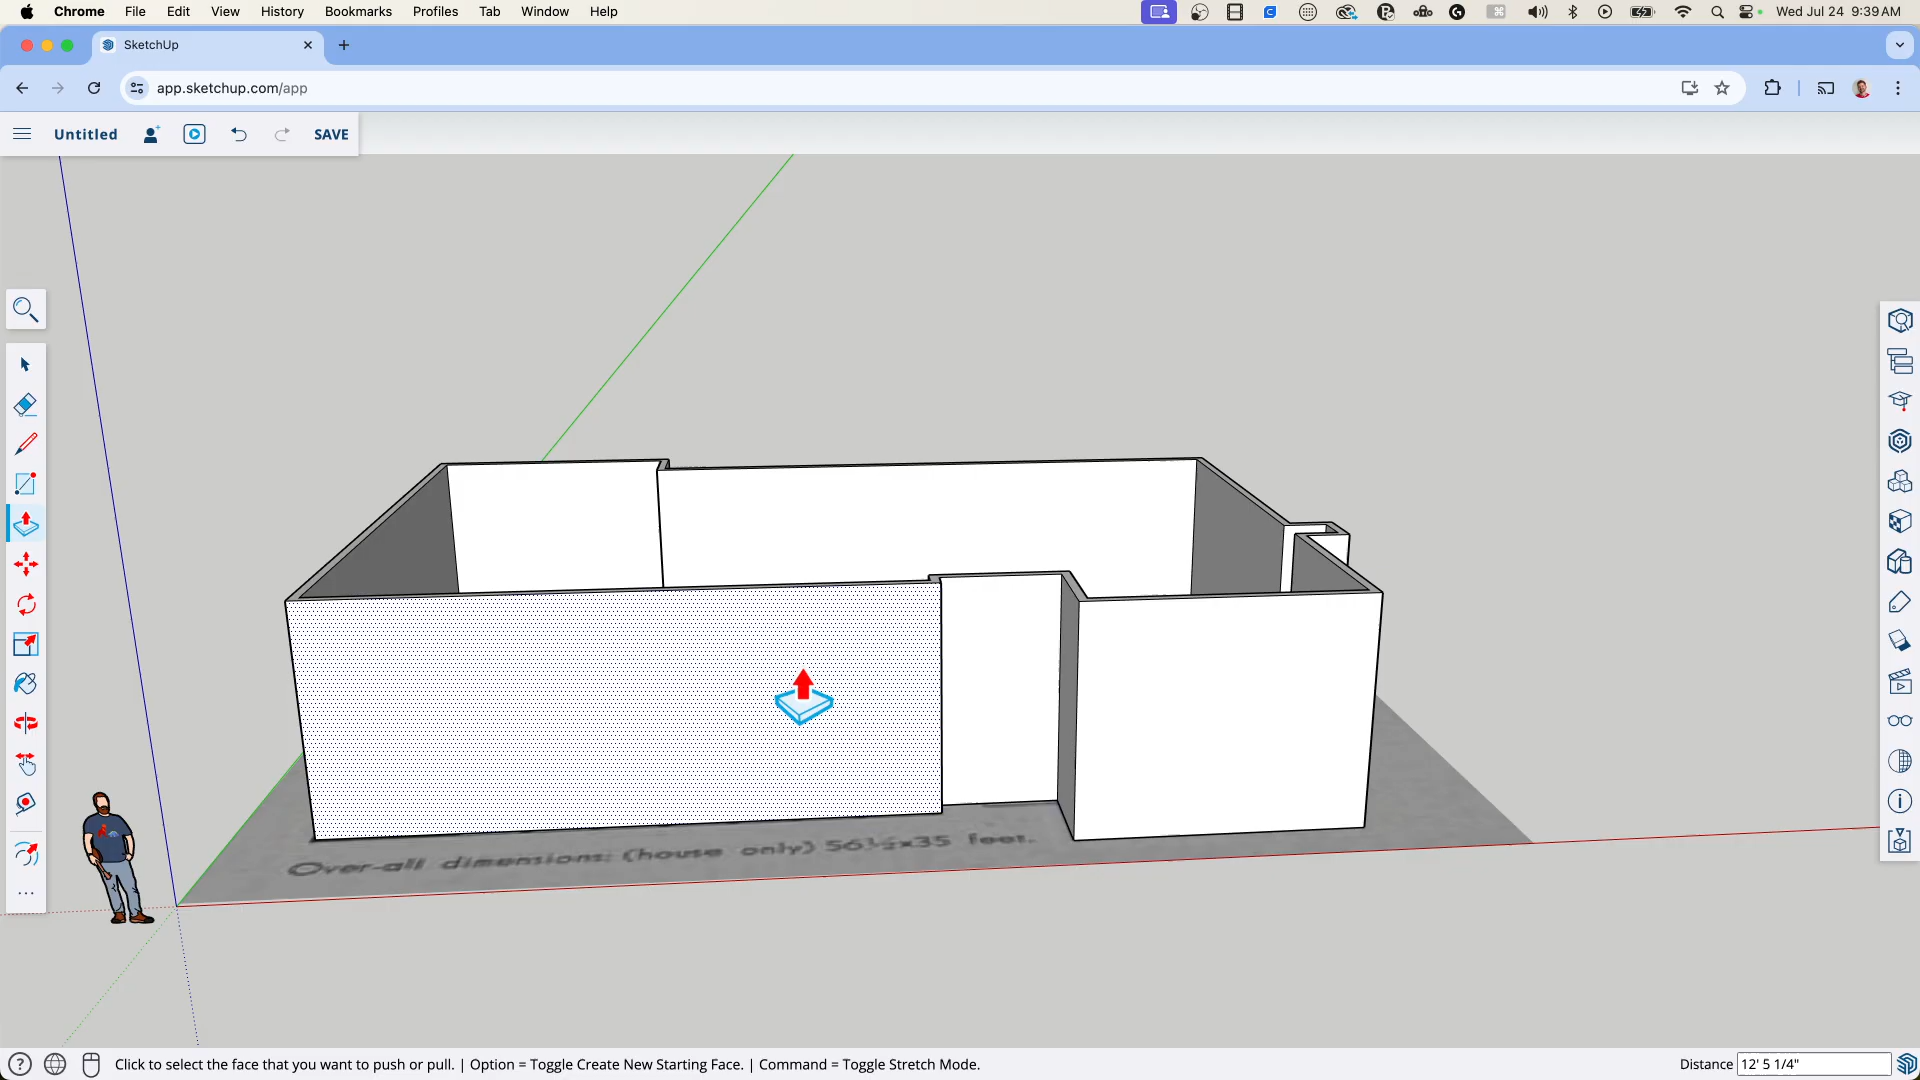 Chrome File Edit View History Bookmarks Profiles Tab Window Help Wed Jul 24 9:39 AM
SketchUp
app.sketchup.com/app
Untitled SAVE
Over-all dimensions: (house only) 56½x35 feet.
Click to select the face that you want to push or pull. | Option = Toggle Create New Starting Face. | Command = Toggle Stretch Mode. Distance 12' 5 1/4"